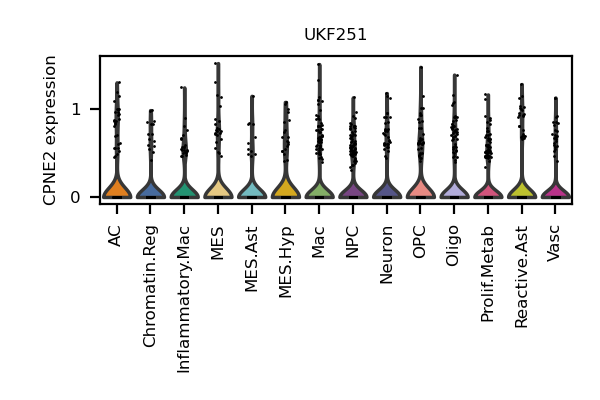 UKF251
CPNE2 expression
1
0
AC
Chromatin.Reg
Inflammatory.Mac
MES
MES.Ast
MES.Hyp
Mac
NPC
Neuron
OPC
Oligo
Prolif.Metab
Reactive.Ast
Vasc